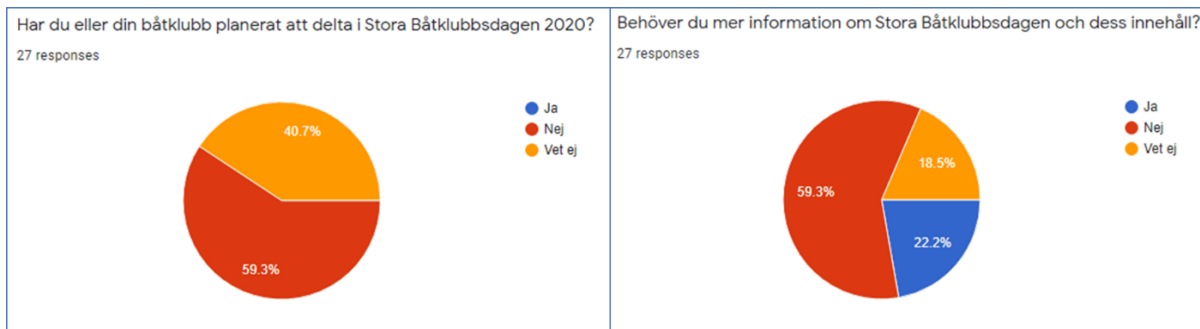 Har du eller din båtklubb planerat att delta i Stora Båtklubbsdagen 2020?
27 responses
Ja
Nej
Vet ej
40.7%
59.3%
Behöver du mer information om Stora Båtklubbsdagen och dess innehåll?
27 responses
Ja
Nej
Vet ej
18.5%
59.3%
22.2%